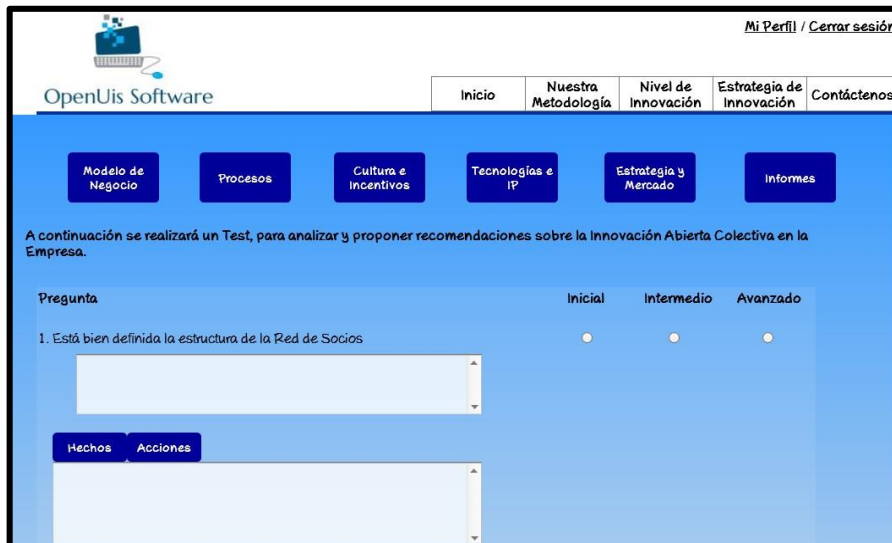 Mi Perfil / Cerrar sesión
OpenUis Software
Inicio
Nuestra
Metodología
Nivel de
Innovación
Estrategia de
Innovación
Contáctenos
Modelo de
Negocio
Procesos
Cultura e
Incentivos
Tecnologías e
IP
Estrategia y
Mercado
Informes
A continuación se realizará un Test, para analizar y proponer recomendaciones sobre la Innovación Abierta Colectiva en la
Empresa.
Pregunta Inicial Intermedio Avanzado
1. Está bien definida la estructura de la Red de Socios
Hechos Acciones